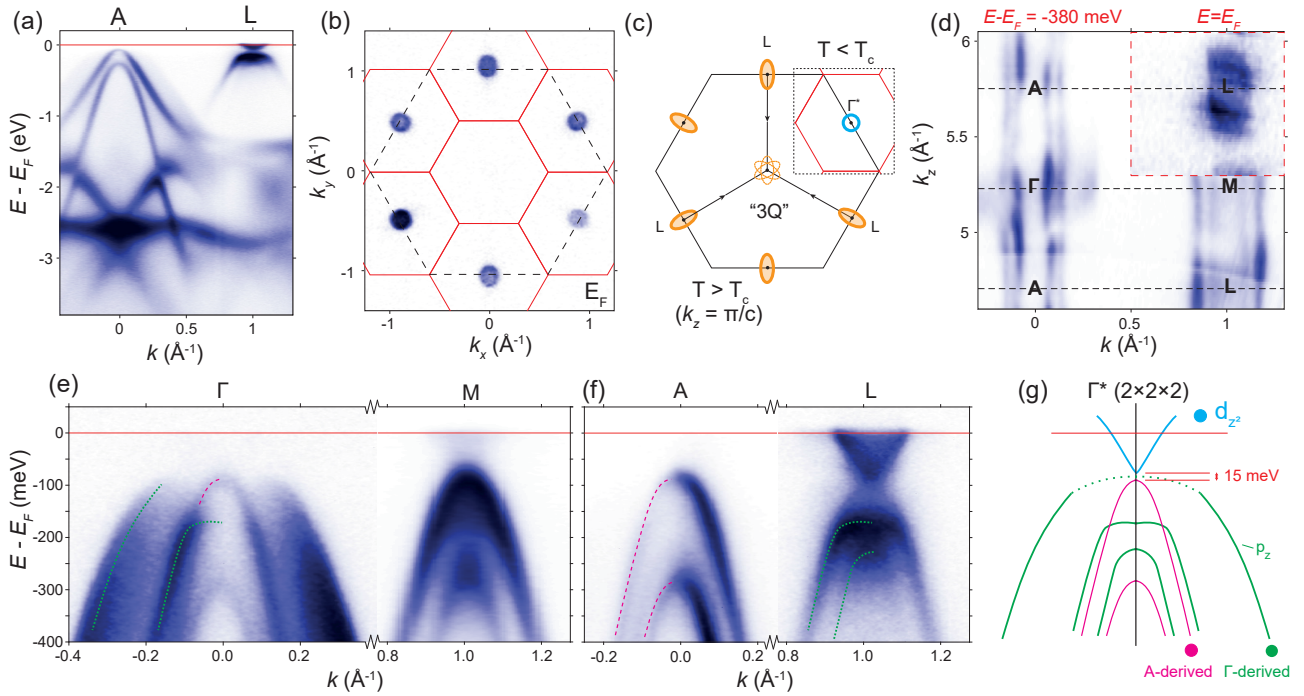 (a)
A
L
0
-1
-2
-3
E - E_F (eV)
0
1
k (Å⁻¹)
(b)
1
0
-1
k_y (Å⁻¹)
E_F
-1
0
1
k_x (Å⁻¹)
(c)
L
T < T_c
Γ*
"3Q"
L
L
T > T_c
(k_z = π/c)
(d)
E-E_F = -380 meV
E=E_F
6
5.5
5
k_z (Å⁻¹)
A
L
Γ
M
A
L
0
0.5
1
k (Å⁻¹)
(e)
Γ
M
0
-100
-200
-300
-400
E - E_F (meV)
-0.4
-0.2
0.0
0.2
0.8
1.0
1.2
k (Å⁻¹)
(f)
A
L
0
-100
-200
-300
-400
-0.2
0.0
0.2
0.8
1.0
1.2
k (Å⁻¹)
(g)
Γ* (2×2×2)
d_z²
15 meV
p_z
A-derived
Γ-derived